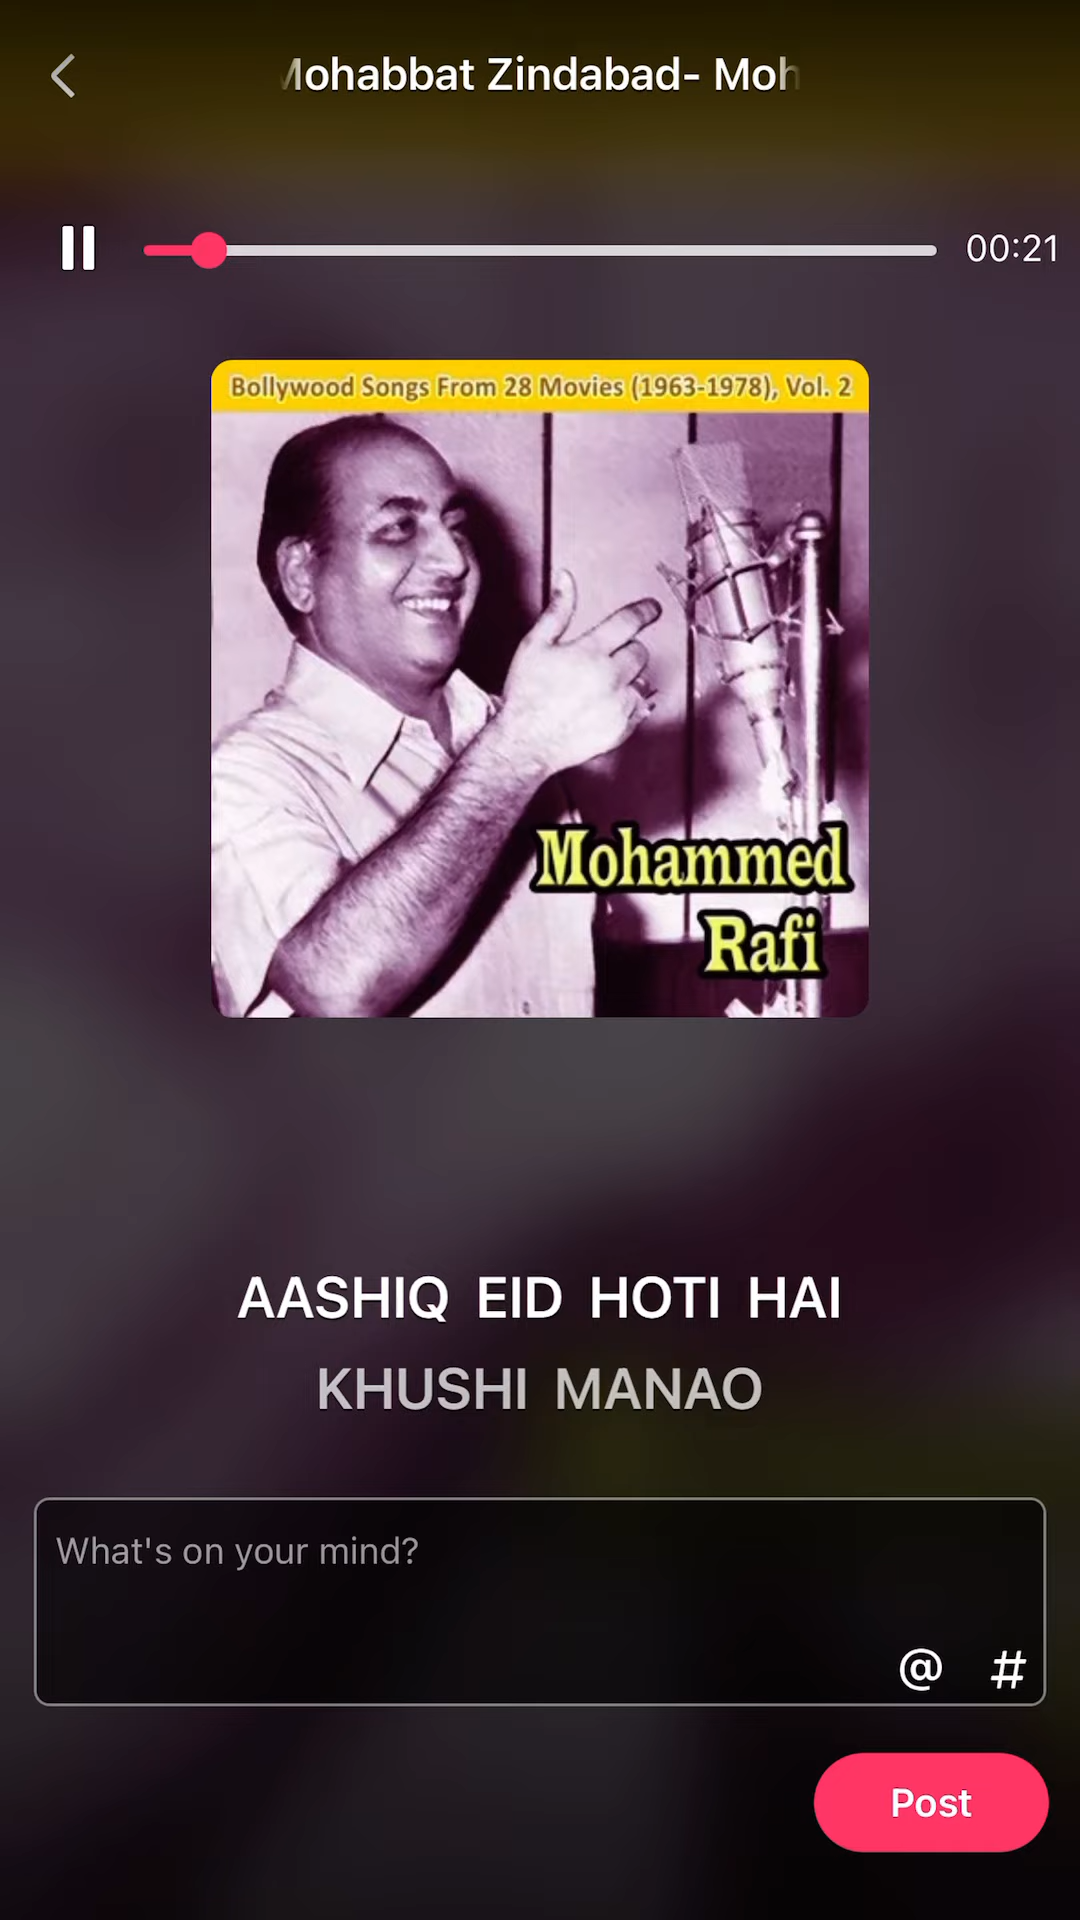 Mohabbat Zindabad- Moh
00:21
Bollywood Songs From 28 Movies (1963-1978), Vol. 2
Mohammed
Rafi
AASHIQ EID HOTI HAI
KHUSHI MANAO
What's on your mind?
@ #
Post